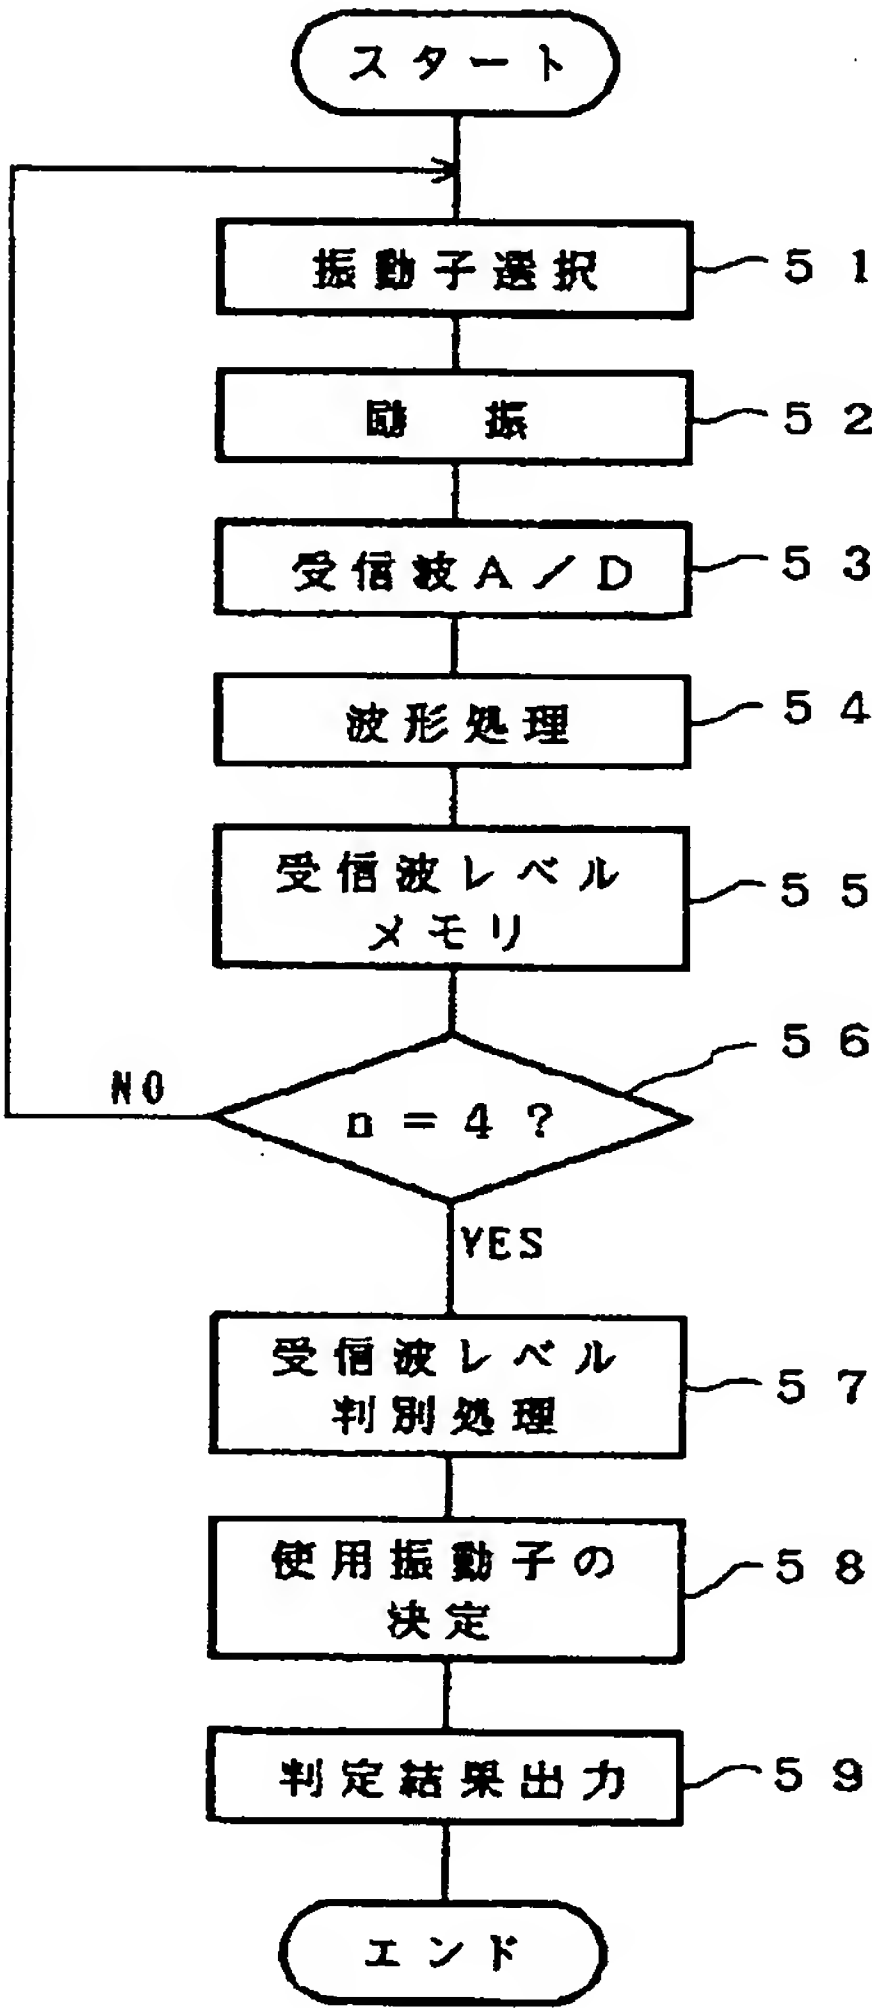 スタート
振動子選択 51
励 振 52
受信波A/D 53
波形処理 54
受信波レベル
メモリ 55
n=4? 56
NO
YES
受信波レベル
判別処理 57
使用振動子の
決定 58
判定結果出力 59
エンド